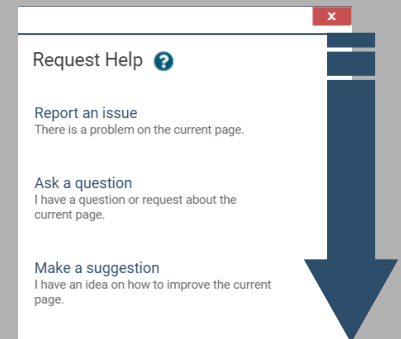 x
Request Help ?
Report an issue
There is a problem on the current page.
Ask a question
I have a question or request about the
current page.
Make a suggestion
I have an idea on how to improve the current
page.